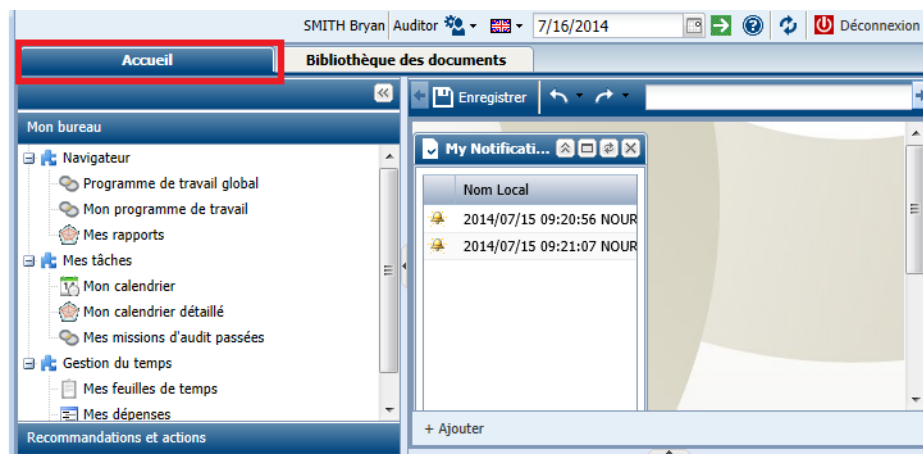 SMITH Bryan Auditor 7/16/2014 Déconnexion
Accueil Bibliothèque des documents
Enregistrer
Mon bureau
Navigateur
Programme de travail global
Mon programme de travail
Mes rapports
Mes tâches
Mon calendrier
Mon calendrier détaillé
Mes missions d'audit passées
Gestion du temps
Mes feuilles de temps
Mes dépenses
Recommandations et actions
My Notificati...
Nom Local
2014/07/15 09:20:56 NOUR
2014/07/15 09:21:07 NOUR
+ Ajouter